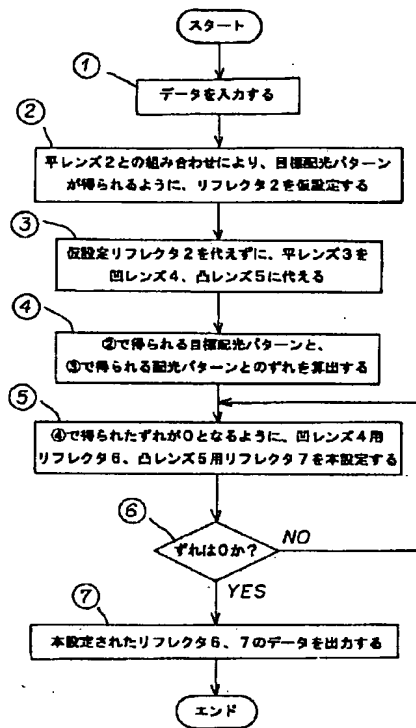 スタート
①
データを入力する
②
平レンズ2との組み合わせにより、目標配光パターン
が得られるように、リフレクタ2を仮設定する
③
仮設定リフレクタ2を代えずに、平レンズ3を
凹レンズ4、凸レンズ5に代える
④
②で得られる目標配光パターンと、
③で得られる配光パターンとのずれを算出する
⑤
④で得られたずれが0となるように、凹レンズ4用
リフレクタ6、凸レンズ5用リフレクタ7を本設定する
⑥
ずれは0か?
NO
YES
⑦
本設定されたリフレクタ6、7のデータを出力する
エンド